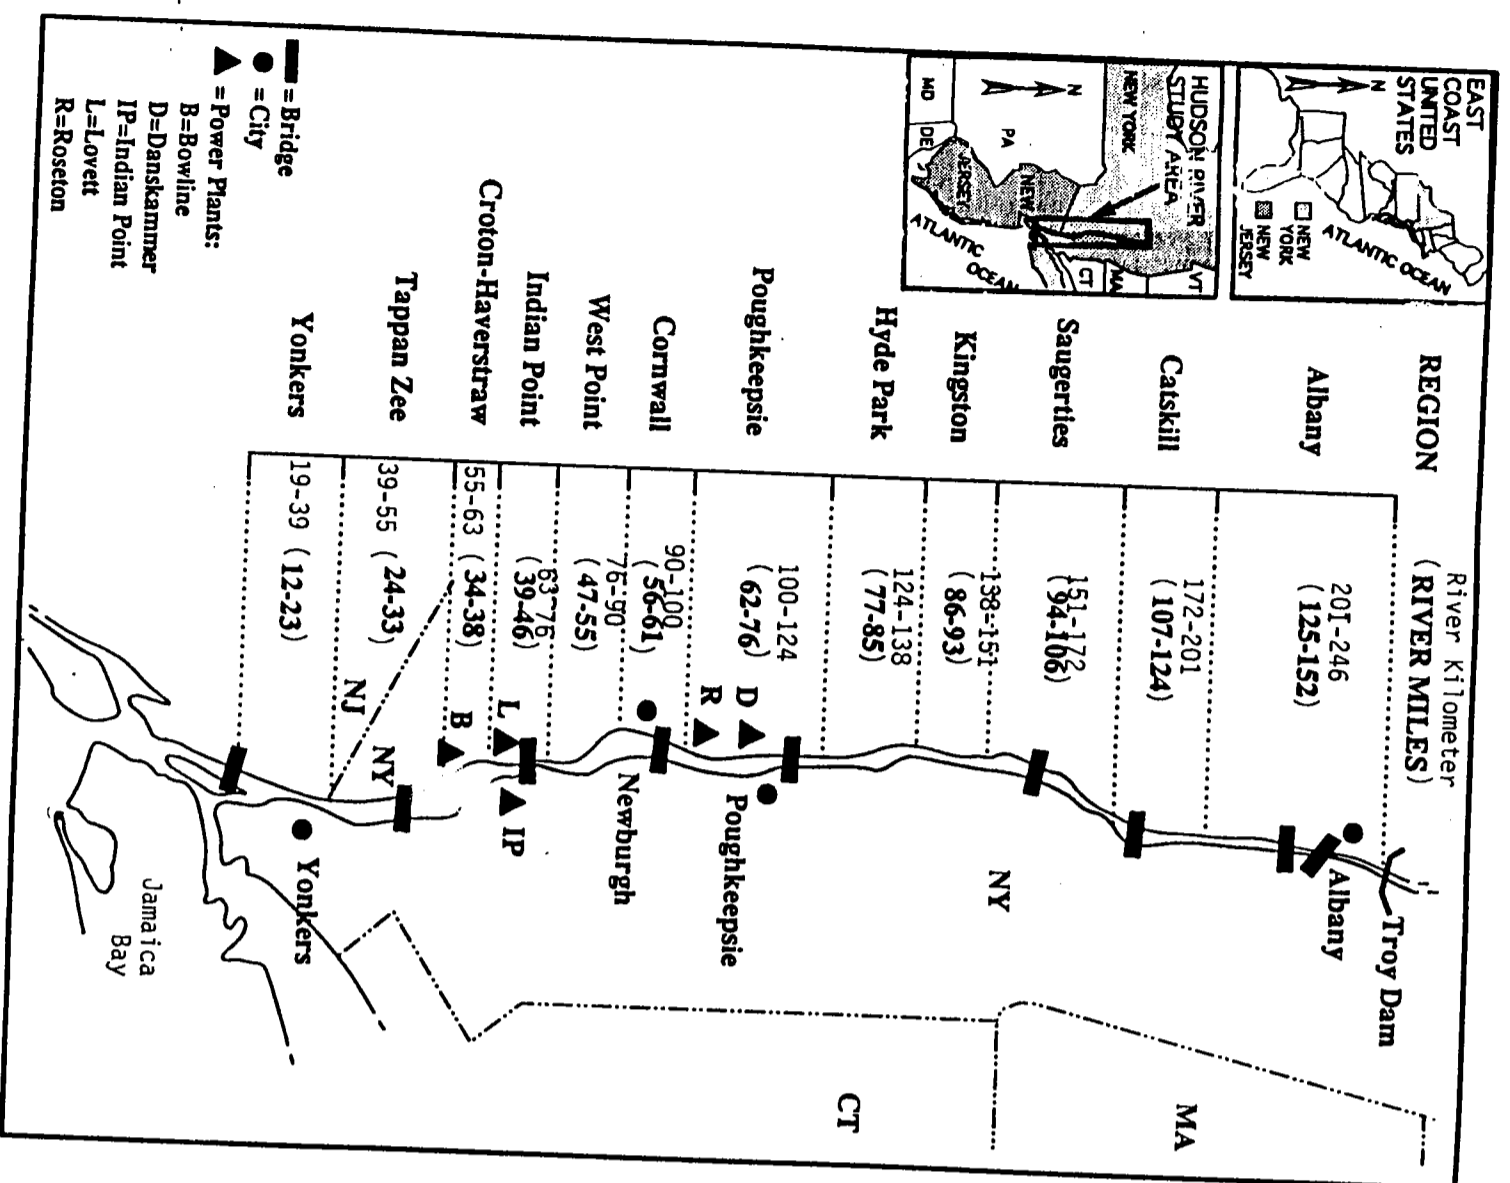 EAST
COAST
UNITED
STATES
N
ATLANTIC OCEAN
NEW
YORK
NEW
JERSEY
HUDSON RIVER
STUDY AREA
NEW YORK
N
VT
MA
CT
PA
NEW
JERSEY
MD
DE
ATLANTIC
OCEAN
REGION
River Kilometer
(RIVER MILES)
Albany
201-246
(125-152)
Catskill
172-201
(107-124)
Saugerties
151-172
(94-106)
Kingston
138-151
(86-93)
Hyde Park
124-138
(77-85)
Poughkeepsie
100-124
(62-76)
Cornwall
90-100
(56-61)
West Point
76-90
(47-55)
Indian Point
63-76
(39-46)
Croton-Haverstraw
55-63 (34-38)
Tappan Zee
39-55 (24-33)
Yonkers
19-39 (12-23)
Troy Dam
Albany
NY
MA
CT
D
R
Poughkeepsie
Newburgh
L
IP
B
NJ
NY
Yonkers
Jamaica
Bay
=Bridge
=City
=Power Plants:
B=Bowline
D=Danskammer
IP=Indian Point
L=Lovett
R=Roseton